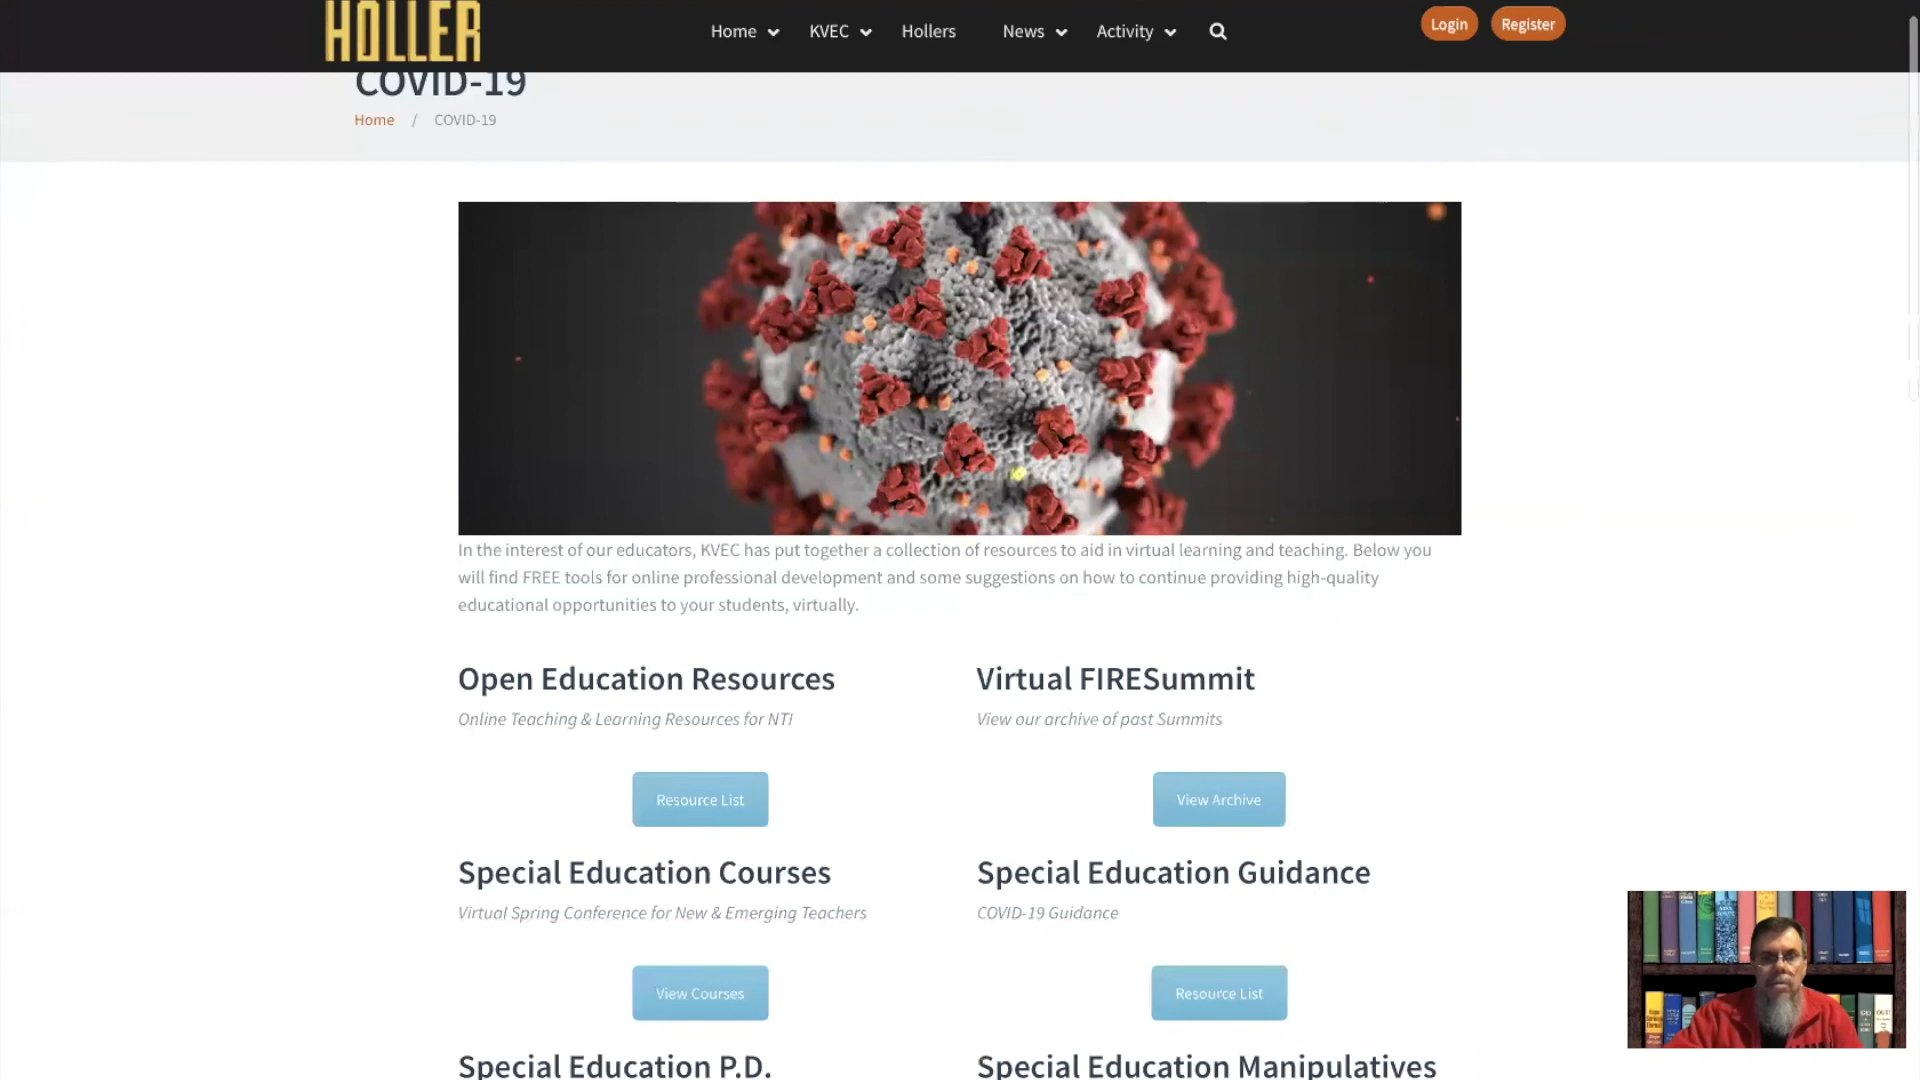 HOLLER
Home KVEC Hollers News Activity
Login Register
COVID-19
Home / COVID-19
In the interest of our educators, KVEC has put together a collection of resources to aid in virtual learning and teaching. Below you
will find FREE tools for online professional development and some suggestions on how to continue providing high-quality
educational opportunities to your students, virtually.
Open Education Resources
Online Teaching & Learning Resources for NTI
Resource List
Virtual FIRESummit
View our archive of past Summits
View Archive
Special Education Courses
Virtual Spring Conference for New & Emerging Teachers
View Courses
Special Education Guidance
COVID-19 Guidance
Resource List
Special Education P.D.
Special Education Manipulatives